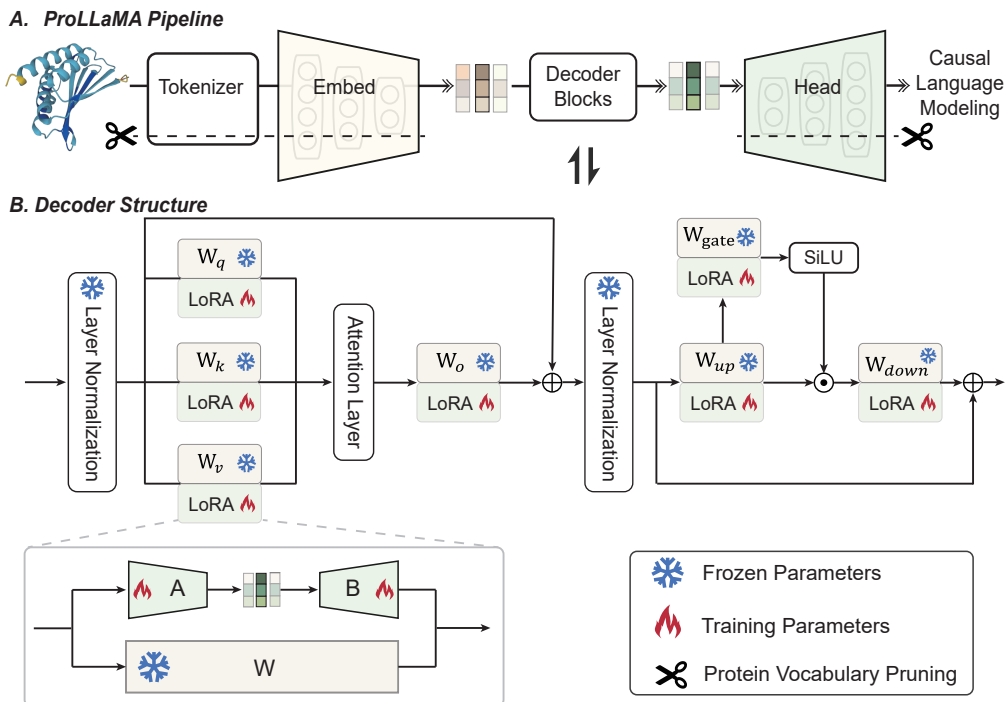 A. ProLLaMA Pipeline
Tokenizer
Embed
Decoder
Blocks
Head
Causal
Language
Modeling
B. Decoder Structure
Layer Normalization
W_q
LoRA
W_k
LoRA
W_v
LoRA
Attention Layer
W_o
LoRA
Layer Normalization
W_gate
LoRA
SiLU
W_up
LoRA
W_down
LoRA
A
B
W
Frozen Parameters
Training Parameters
Protein Vocabulary Pruning